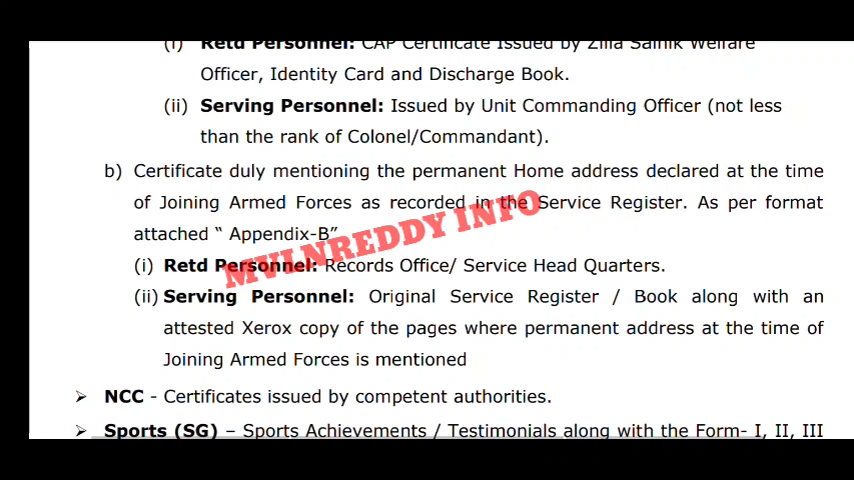 (i) Retd Personnel: CAP Certificate Issued by Zilla Sainik Welfare
Officer, Identity Card and Discharge Book.
(ii) Serving Personnel: Issued by Unit Commanding Officer (not less
than the rank of Colonel/Commandant).
b) Certificate duly mentioning the permanent Home address declared at the time
of Joining Armed Forces as recorded in the Service Register. As per format
attached “ Appendix-B”
MVLNREDDY INFO
(i) Retd Personnel: Records Office/ Service Head Quarters.
(ii) Serving Personnel: Original Service Register / Book along with an
attested Xerox copy of the pages where permanent address at the time of
Joining Armed Forces is mentioned
➢ NCC - Certificates issued by competent authorities.
➢ Sports (SG) – Sports Achievements / Testimonials along with the Form- I, II, III